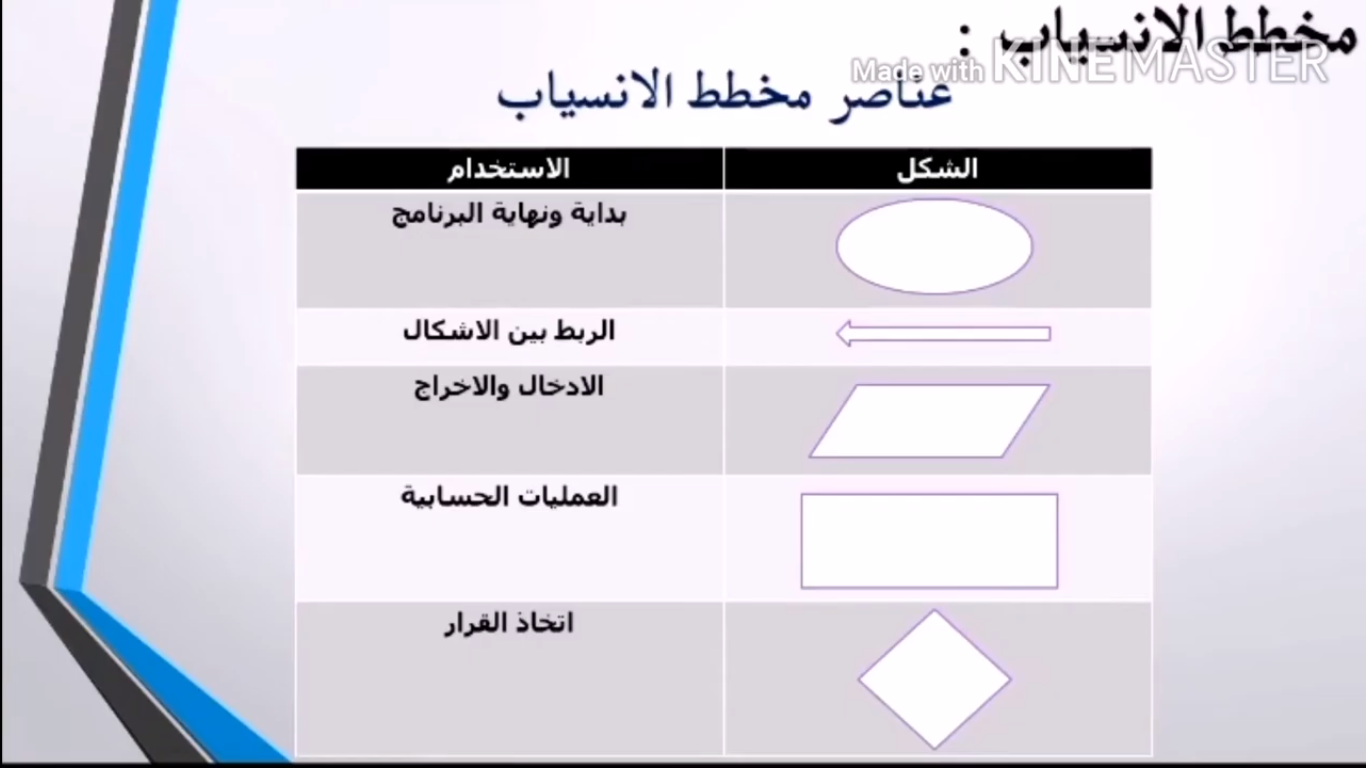 مخطط الانسياب :
Made with KINEMASTER
عناصر مخطط الانسياب
الشكل الاستخدام
بداية ونهاية البرنامج
الربط بين الاشكال
الادخال والاخراج
العمليات الحسابية
اتخاذ القرار